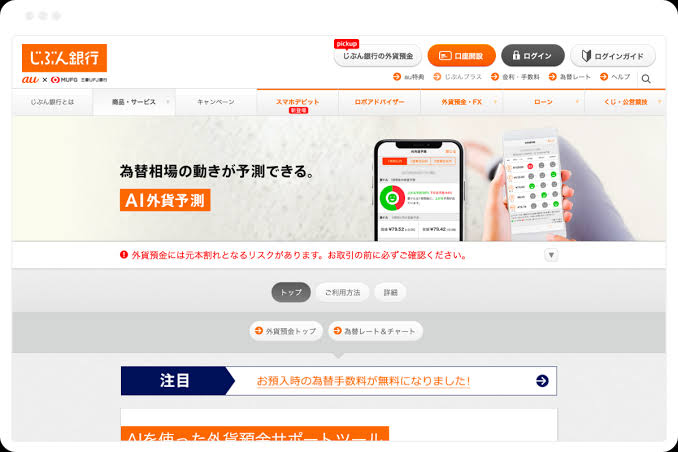 じぶん銀行
au × MUFG 三菱UFJ銀行
pickup
じぶん銀行の外貨預金
口座開設
ログイン
ログインガイド
au特典
じぶんプラス
金利・手数料
為替レート
ヘルプ
じぶん銀行とは
商品・サービス
キャンペーン
スマホデビット
新登場
ロボアドバイザー
外貨預金・FX
ローン
くじ・公営競技
為替相場の動きが予測できる。
AI外貨予測
外貨預金には元本割れとなるリスクがあります。お取引の前に必ずご確認ください。
トップ
ご利用方法
詳細
外貨預金トップ
為替レート＆チャート
注目
お預入時の為替手数料が無料になりました!
AIを使った外貨預金サポートツール